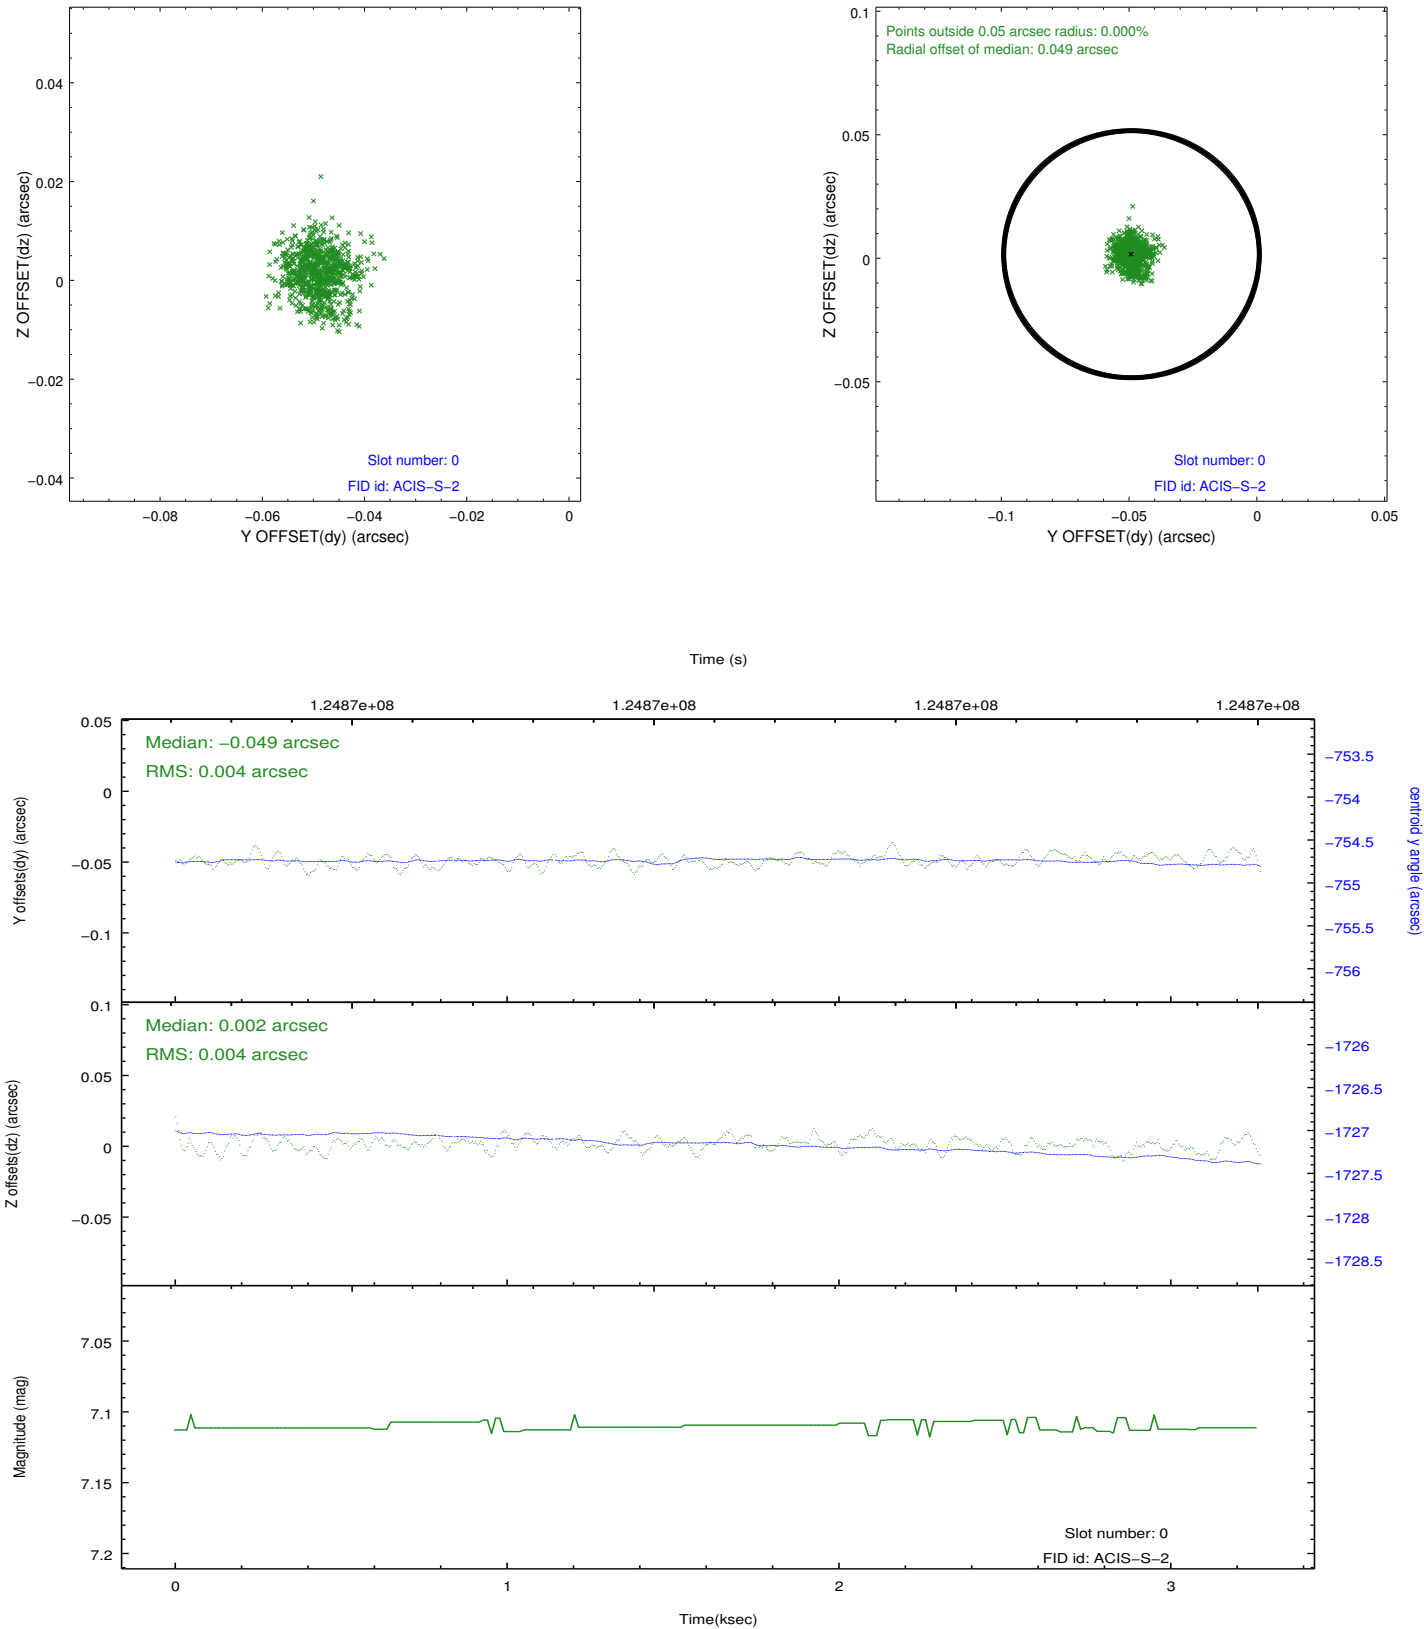 0.04
0.02
0
−0.02
−0.04
Z OFFSET(dz) (arcsec)
Slot number: 0
FID id: ACIS−S−2
−0.08
−0.06
−0.04
−0.02
0
Y OFFSET(dy) (arcsec)
Points outside 0.05 arcsec radius: 0.000%
Radial offset of median: 0.049 arcsec
0.1
0.05
0
−0.05
Z OFFSET(dz) (arcsec)
Slot number: 0
FID id: ACIS−S−2
−0.1
−0.05
0
0.05
Y OFFSET(dy) (arcsec)
Time (s)
1.2487e+08
1.2487e+08
1.2487e+08
1.2487e+08
Median: −0.049 arcsec
RMS: 0.004 arcsec
0.05
0
−0.05
−0.1
Y offsets(dy) (arcsec)
−753.5
−754
−754.5
−755
−755.5
−756
centroid y angle (arcsec)
Median: 0.002 arcsec
RMS: 0.004 arcsec
0.1
0.05
0
−0.05
Z offsets(dz) (arcsec)
−1726
−1726.5
−1727
−1727.5
−1728
−1728.5
7.05
7.1
7.15
7.2
Magnitude (mag)
Slot number: 0
FID id: ACIS−S−2
0
1
2
3
Time(ksec)